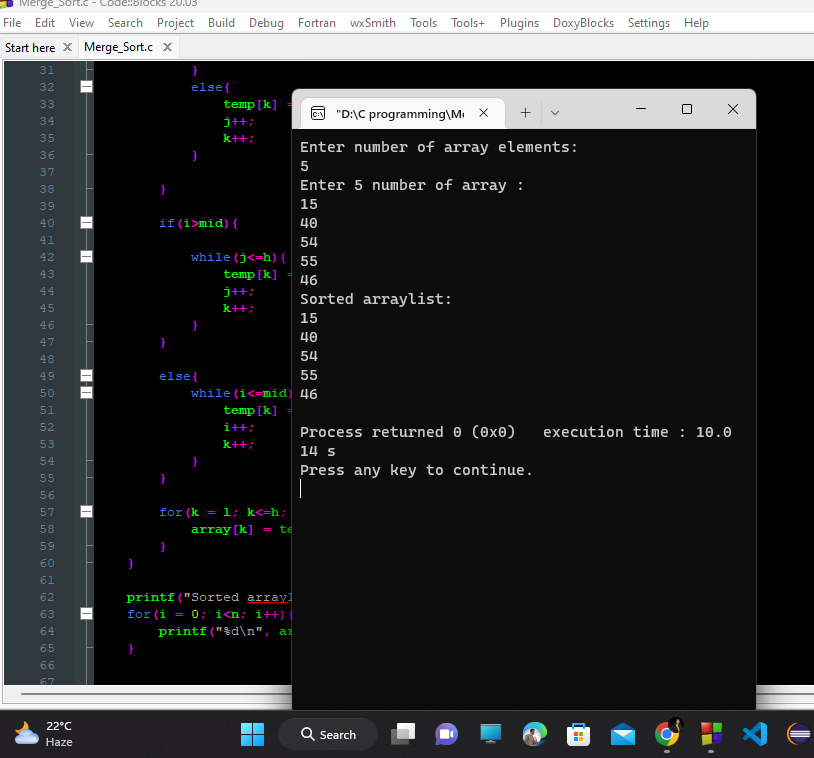 Merge_Sort.c - Code::Blocks 20.03
File Edit View Search Project Build Debug Fortran wxSmith Tools Tools+ Plugins DoxyBlocks Settings Help
Start here Merge_Sort.c
31 }
32 else{
33 temp[k] =
34 j++;
35 k++;
36 }
37
38 }
39
40 if(i>mid){
41
42 while(j<=h){
43 temp[k] =
44 j++;
45 k++;
46 }
47 }
48
49 else{
50 while(i<=mid)
51 temp[k] =
52 i++;
53 k++;
54 }
55 }
56
57 for(k = l; k<=h;
58 array[k] = te
59 }
60 }
61
62 printf("Sorted arrayl
63 for(i = 0; i<n; i++){
64 printf("%d\n", ar
65 }
66
67
"D:\C programming\Me
Enter number of array elements:
5
Enter 5 number of array :
15
40
54
55
46
Sorted arraylist:
15
40
54
55
46
Process returned 0 (0x0) execution time : 10.0
14 s
Press any key to continue.
22°C
Haze
Search